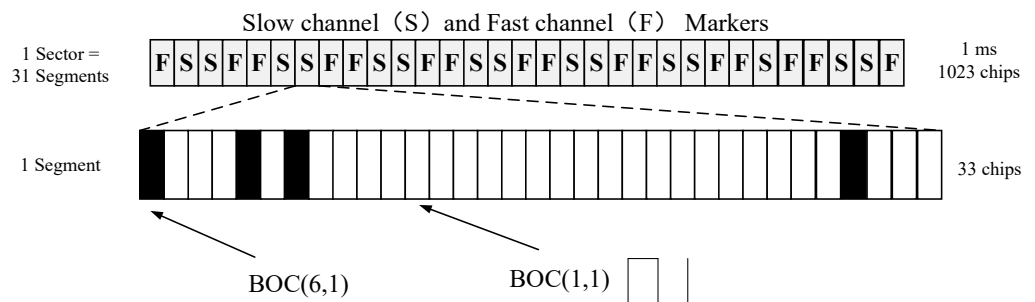 Slow channel（S）and Fast channel（F） Markers
1 Sector =
31 Segments
F S S F F S S F F S S F F S S F F S S F F S S F F S F F S S F
1 ms
1023 chips
1 Segment
33 chips
BOC(6,1)
BOC(1,1)